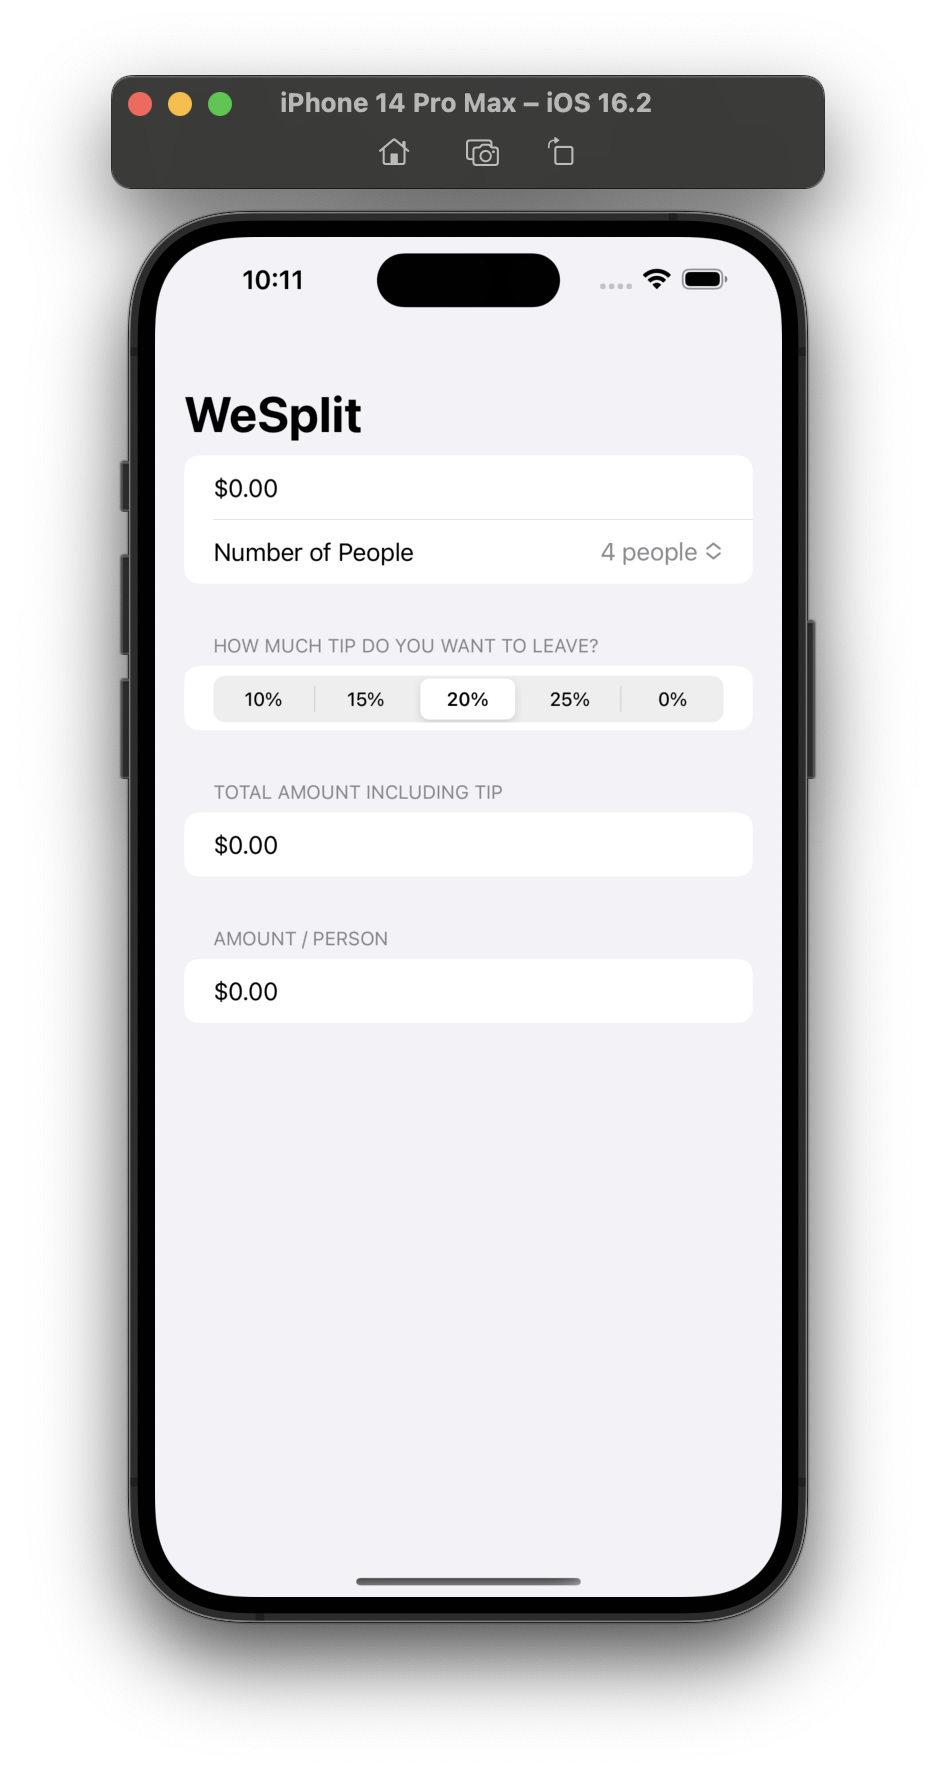 iPhone 14 Pro Max – iOS 16.2
10:11
WeSplit
$0.00
Number of People 4 people
HOW MUCH TIP DO YOU WANT TO LEAVE?
10% 15% 20% 25% 0%
TOTAL AMOUNT INCLUDING TIP
$0.00
AMOUNT / PERSON
$0.00